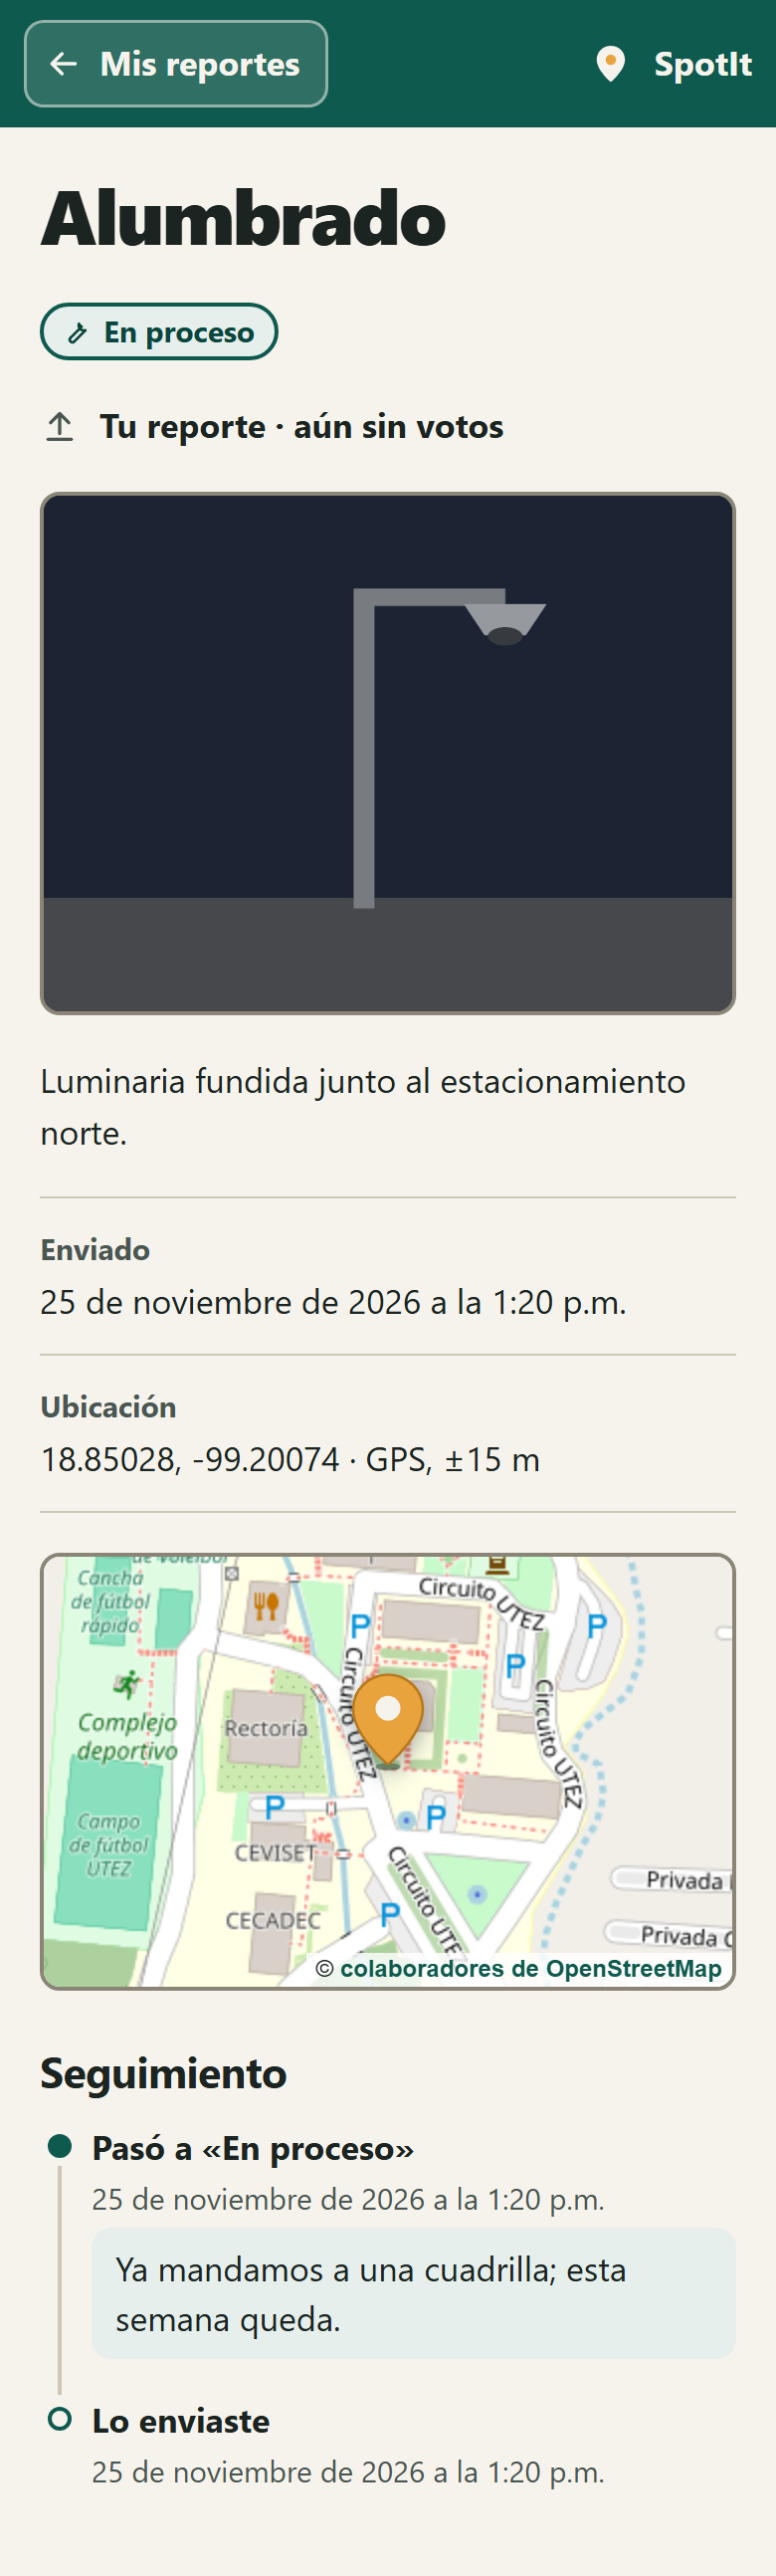 Mis reportes
SpotIt
Alumbrado
En proceso
Tu reporte · aún sin votos
Luminaria fundida junto al estacionamiento
norte.
Enviado
25 de noviembre de 2026 a la 1:20 p.m.
Ubicación
18.85028, -99.20074 · GPS, ±15 m
de voleibol
Cancha
de fútbol
rápido
Circuito UTEZ
P
P
P
Circuito UTEZ
Circuito UTEZ
Complejo
deportivo
Rectoría
P
P
Campo
de fútbol
UTEZ
CEVISET
CECADEC
P
Circuito UTE
Privada
Privada
© colaboradores de OpenStreetMap
Seguimiento
Pasó a «En proceso»
25 de noviembre de 2026 a la 1:20 p.m.
Ya mandamos a una cuadrilla; esta
semana queda.
Lo enviaste
25 de noviembre de 2026 a la 1:20 p.m.